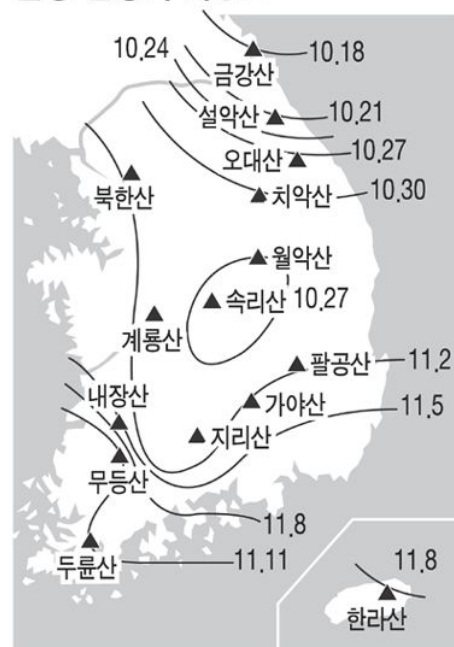 10.24
10.18
금강산
설악산
10.21
오대산
10.27
북한산
치악산
10.30
월악산
속리산 10.27
계룡산
팔공산
11.2
내장산
가야산
11.5
지리산
무등산
11.8
두륜산
11.11
11.8
한라산